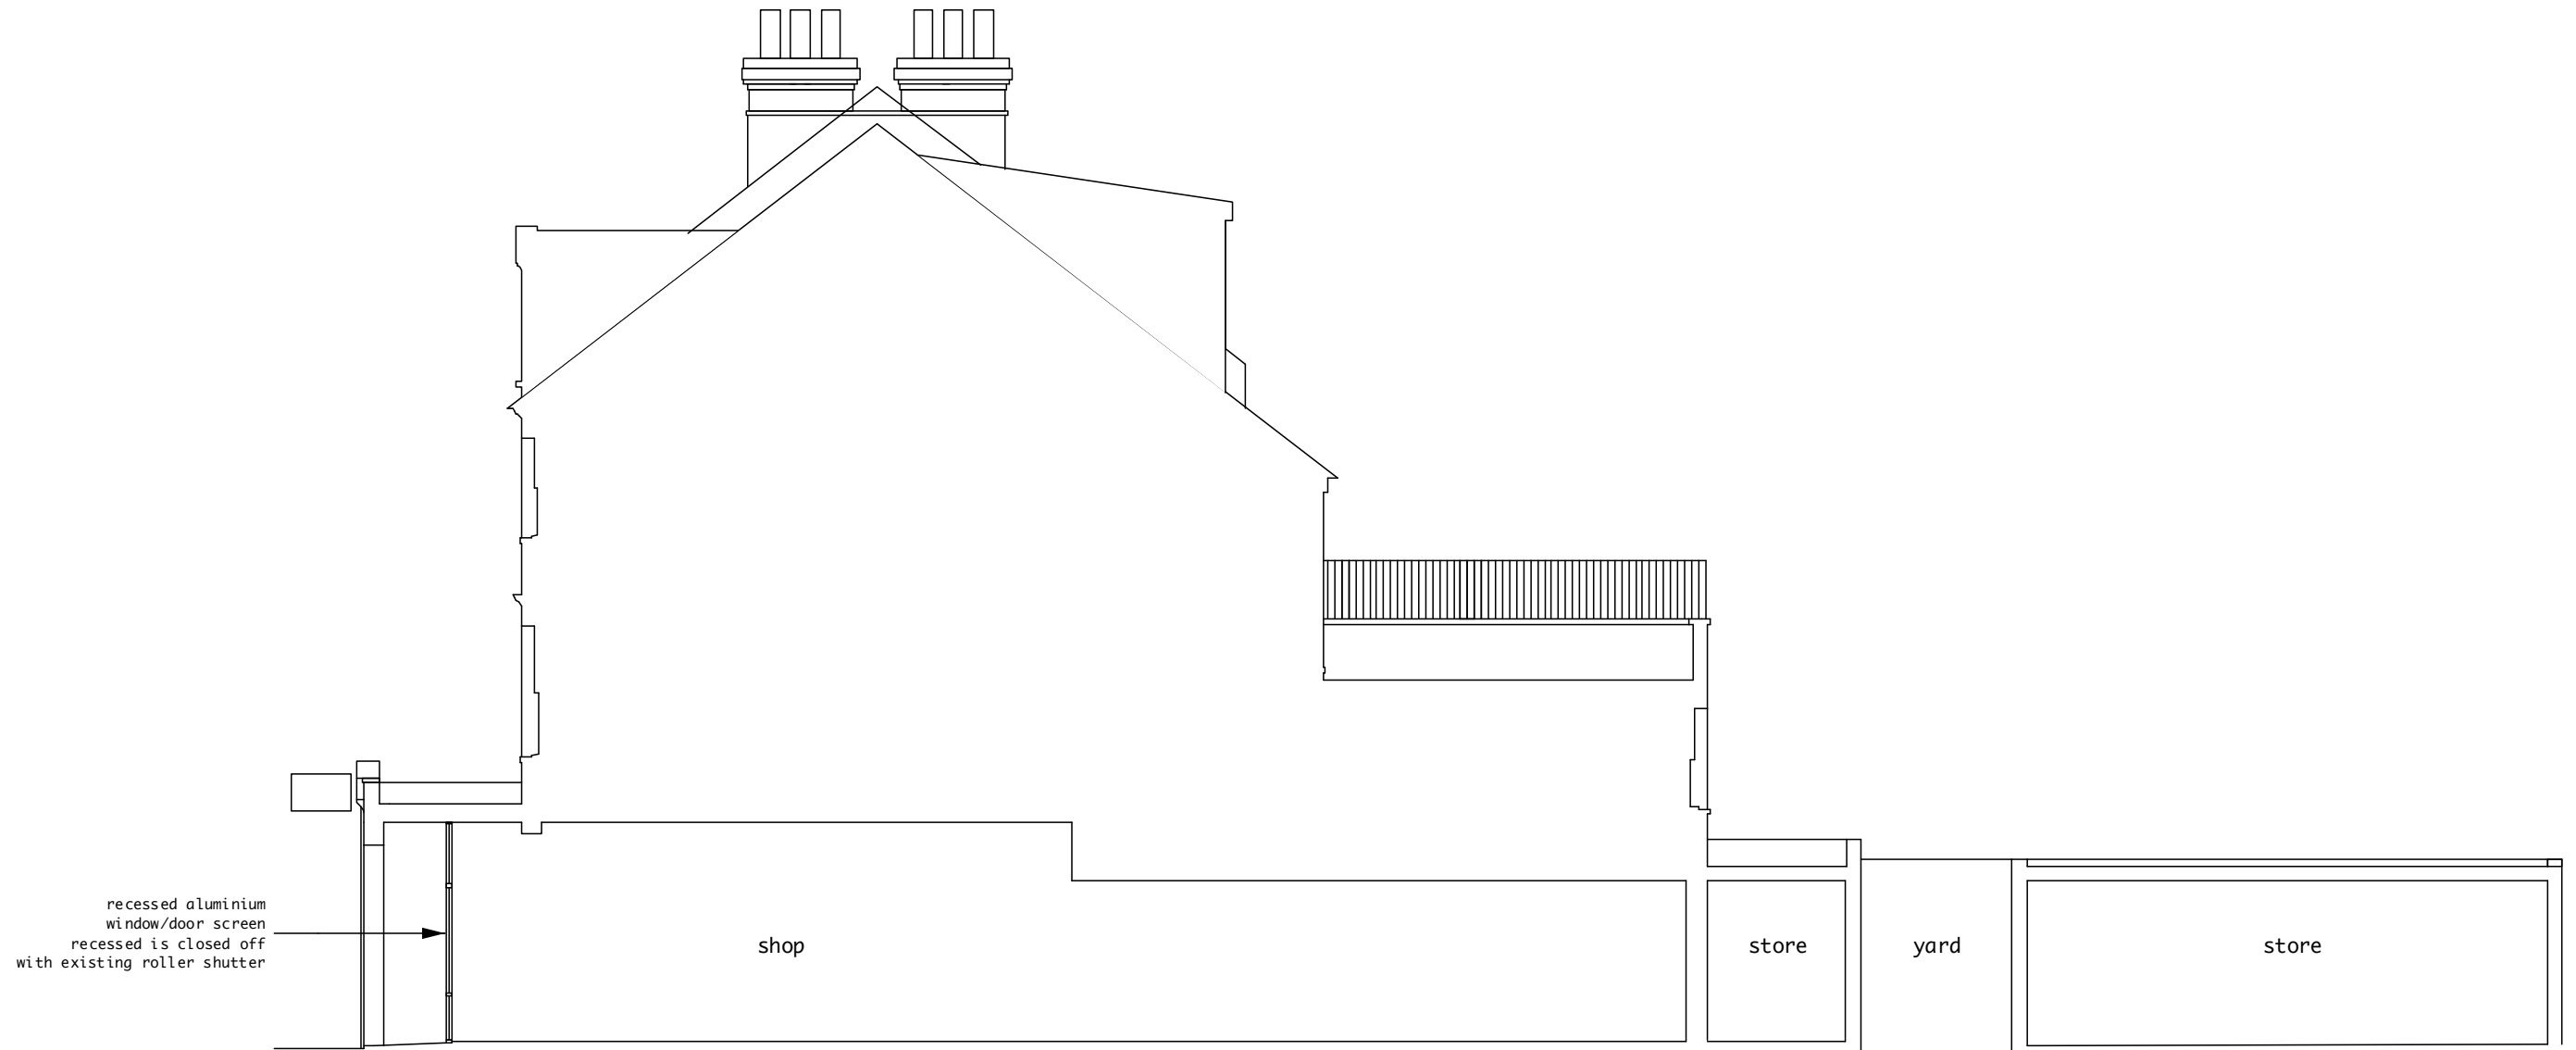 recessed aluminium
window/door screen
recessed is closed off
with existing roller shutter
shop
store
yard
store